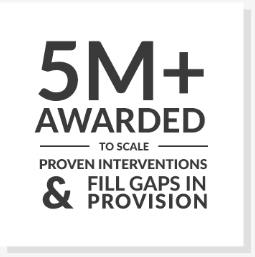 5M+
AWARDED
TO SCALE
PROVEN INTERVENTIONS
& FILL GAPS IN
PROVISION